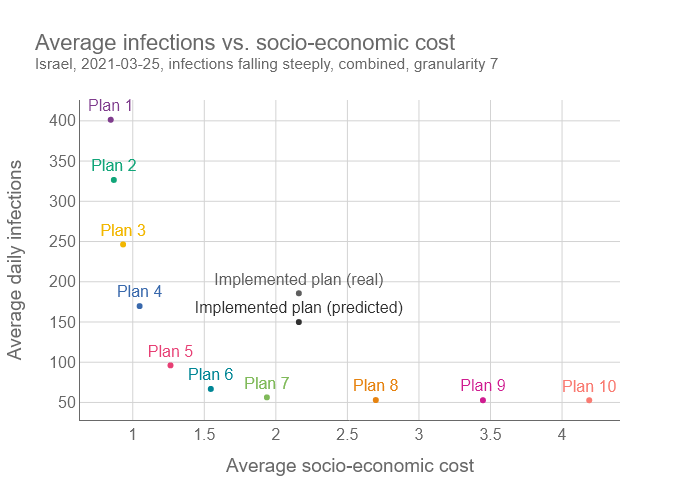 Average infections vs. socio-economic cost
Israel, 2021-03-25, infections falling steeply, combined, granularity 7
Average daily infections
400
350
300
250
200
150
100
50
Plan 1
Plan 2
Plan 3
Plan 4
Implemented plan (real)
Implemented plan (predicted)
Plan 5
Plan 6
Plan 7
Plan 8
Plan 9
Plan 10
1
1.5
2
2.5
3
3.5
4
Average socio-economic cost